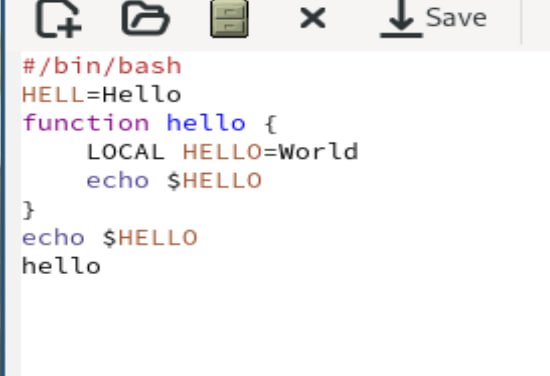 Save
#/bin/bash
HELL=Hello
function hello {
    LOCAL HELLO=World
    echo $HELLO
}
echo $HELLO
hello